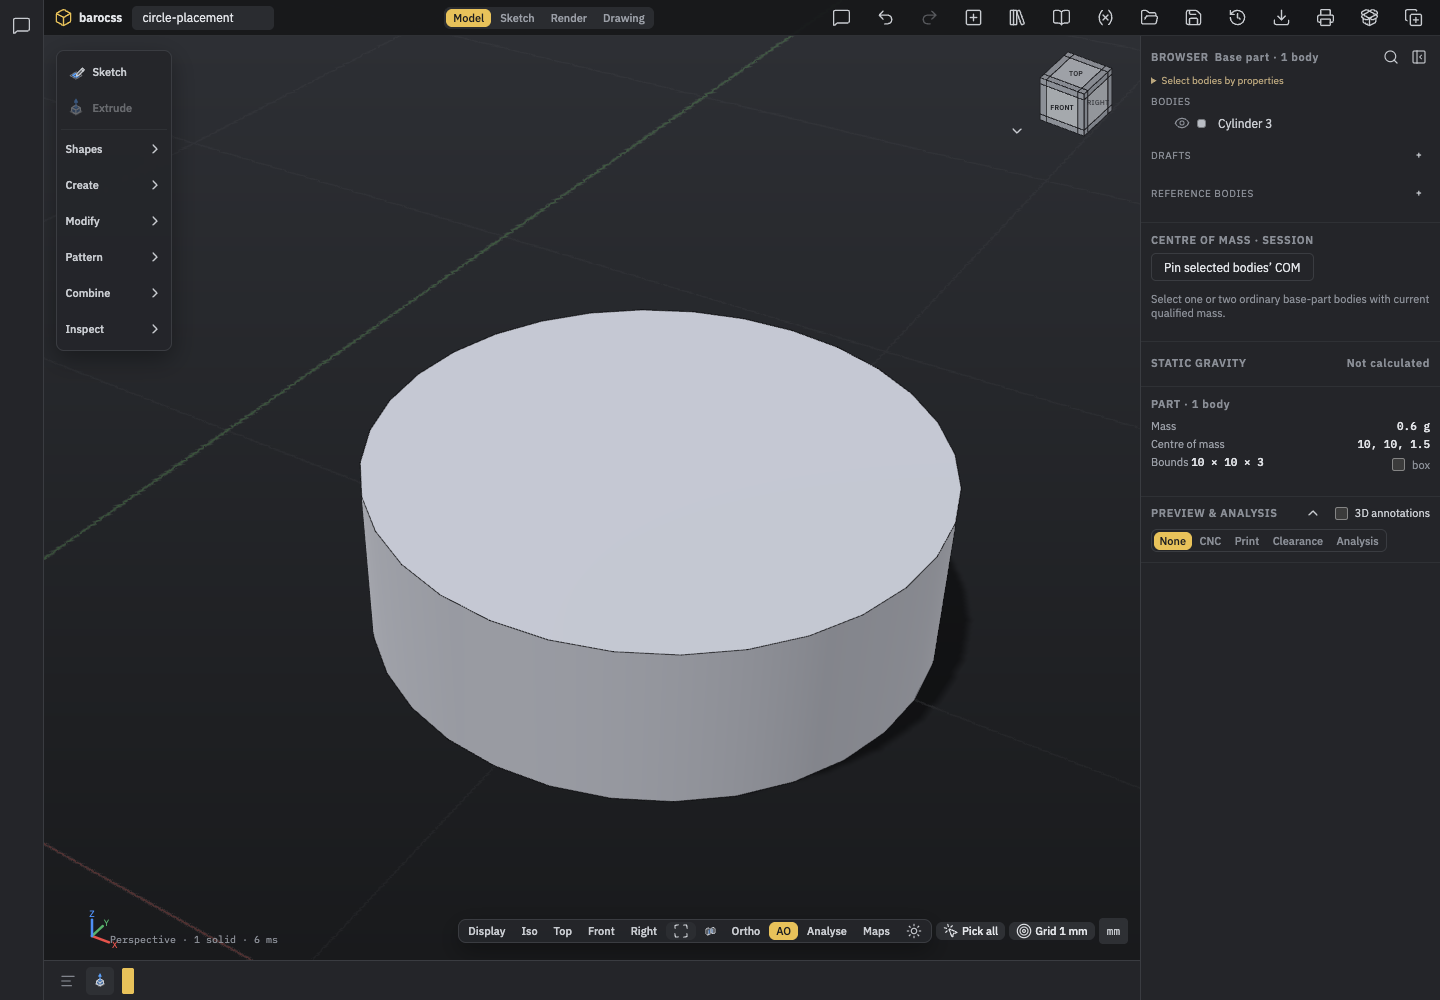 barocss
circle-placement
Model
Sketch
Render
Drawing
Sketch
Extrude
Shapes
Create
Modify
Pattern
Combine
Inspect
TOP
FRONT
RIGHT
BROWSER Base part · 1 body
Select bodies by properties
BODIES
Cylinder 3
DRAFTS
+
REFERENCE BODIES
+
CENTRE OF MASS · SESSION
Pin selected bodies’ COM
Select one or two ordinary base-part bodies with current
qualified mass.
STATIC GRAVITY Not calculated
PART · 1 body
Mass 0.6 g
Centre of mass 10, 10, 1.5
Bounds 10 × 10 × 3 box
PREVIEW & ANALYSIS 3D annotations
None CNC Print Clearance Analysis
Z
Y
X
Perspective · 1 solid · 6 ms
Display Iso Top Front Right Ortho AO Analyse Maps
Pick all
Grid 1 mm
mm